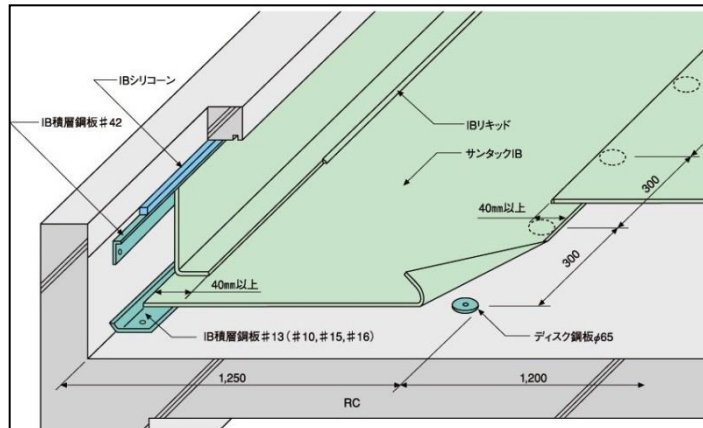 IBシリコーン
IB積層鋼板#42
IBリキッド
サンタックIB
300
40mm以上
300
40mm以上
IB積層鋼板#13(#10,#15,#16)
ディスク鋼板φ65
1,250
1,200
RC